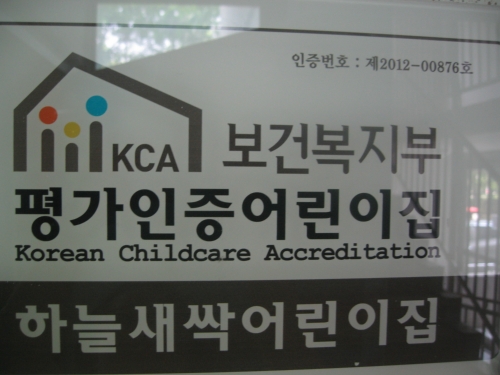 인증번호 : 제2012-00876호
KCA 보건복지부
평가인증어린이집
Korean Childcare Accreditation
하늘새싹어린이집